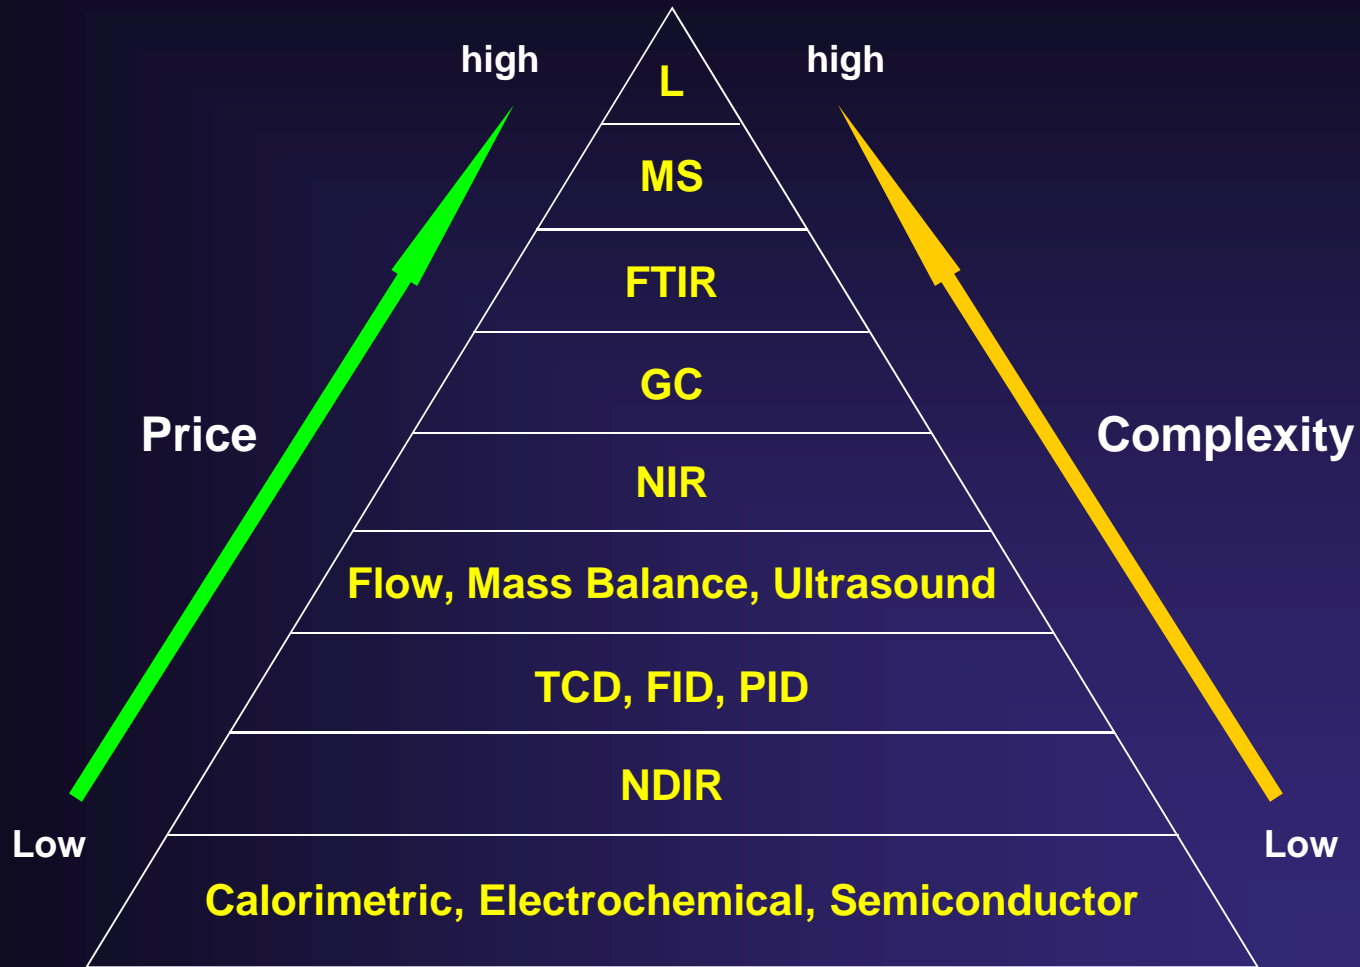 high
high
L
MS
FTIR
GC
Price
Complexity
NIR
Flow, Mass Balance, Ultrasound
TCD, FID, PID
NDIR
Low
Low
Calorimetric, Electrochemical, Semiconductor